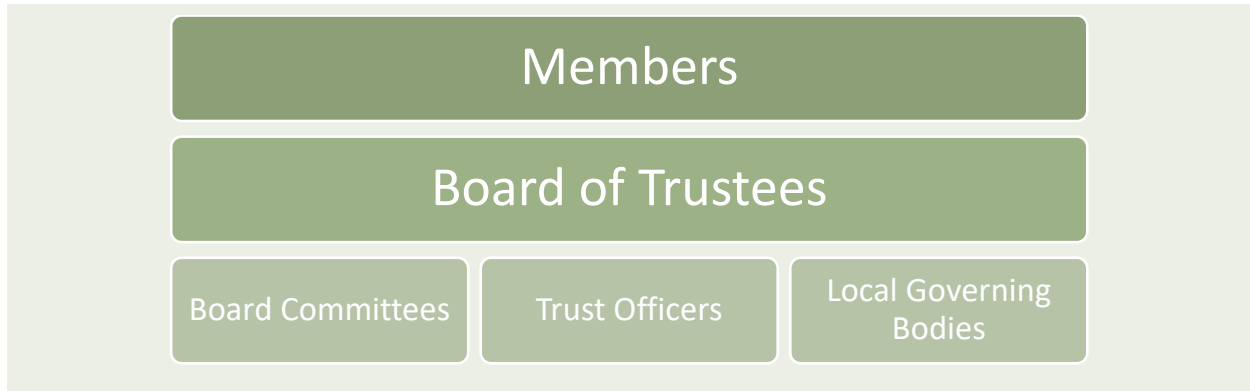 Members
Board of Trustees
Board Committees
Trust Officers
Local Governing
Bodies